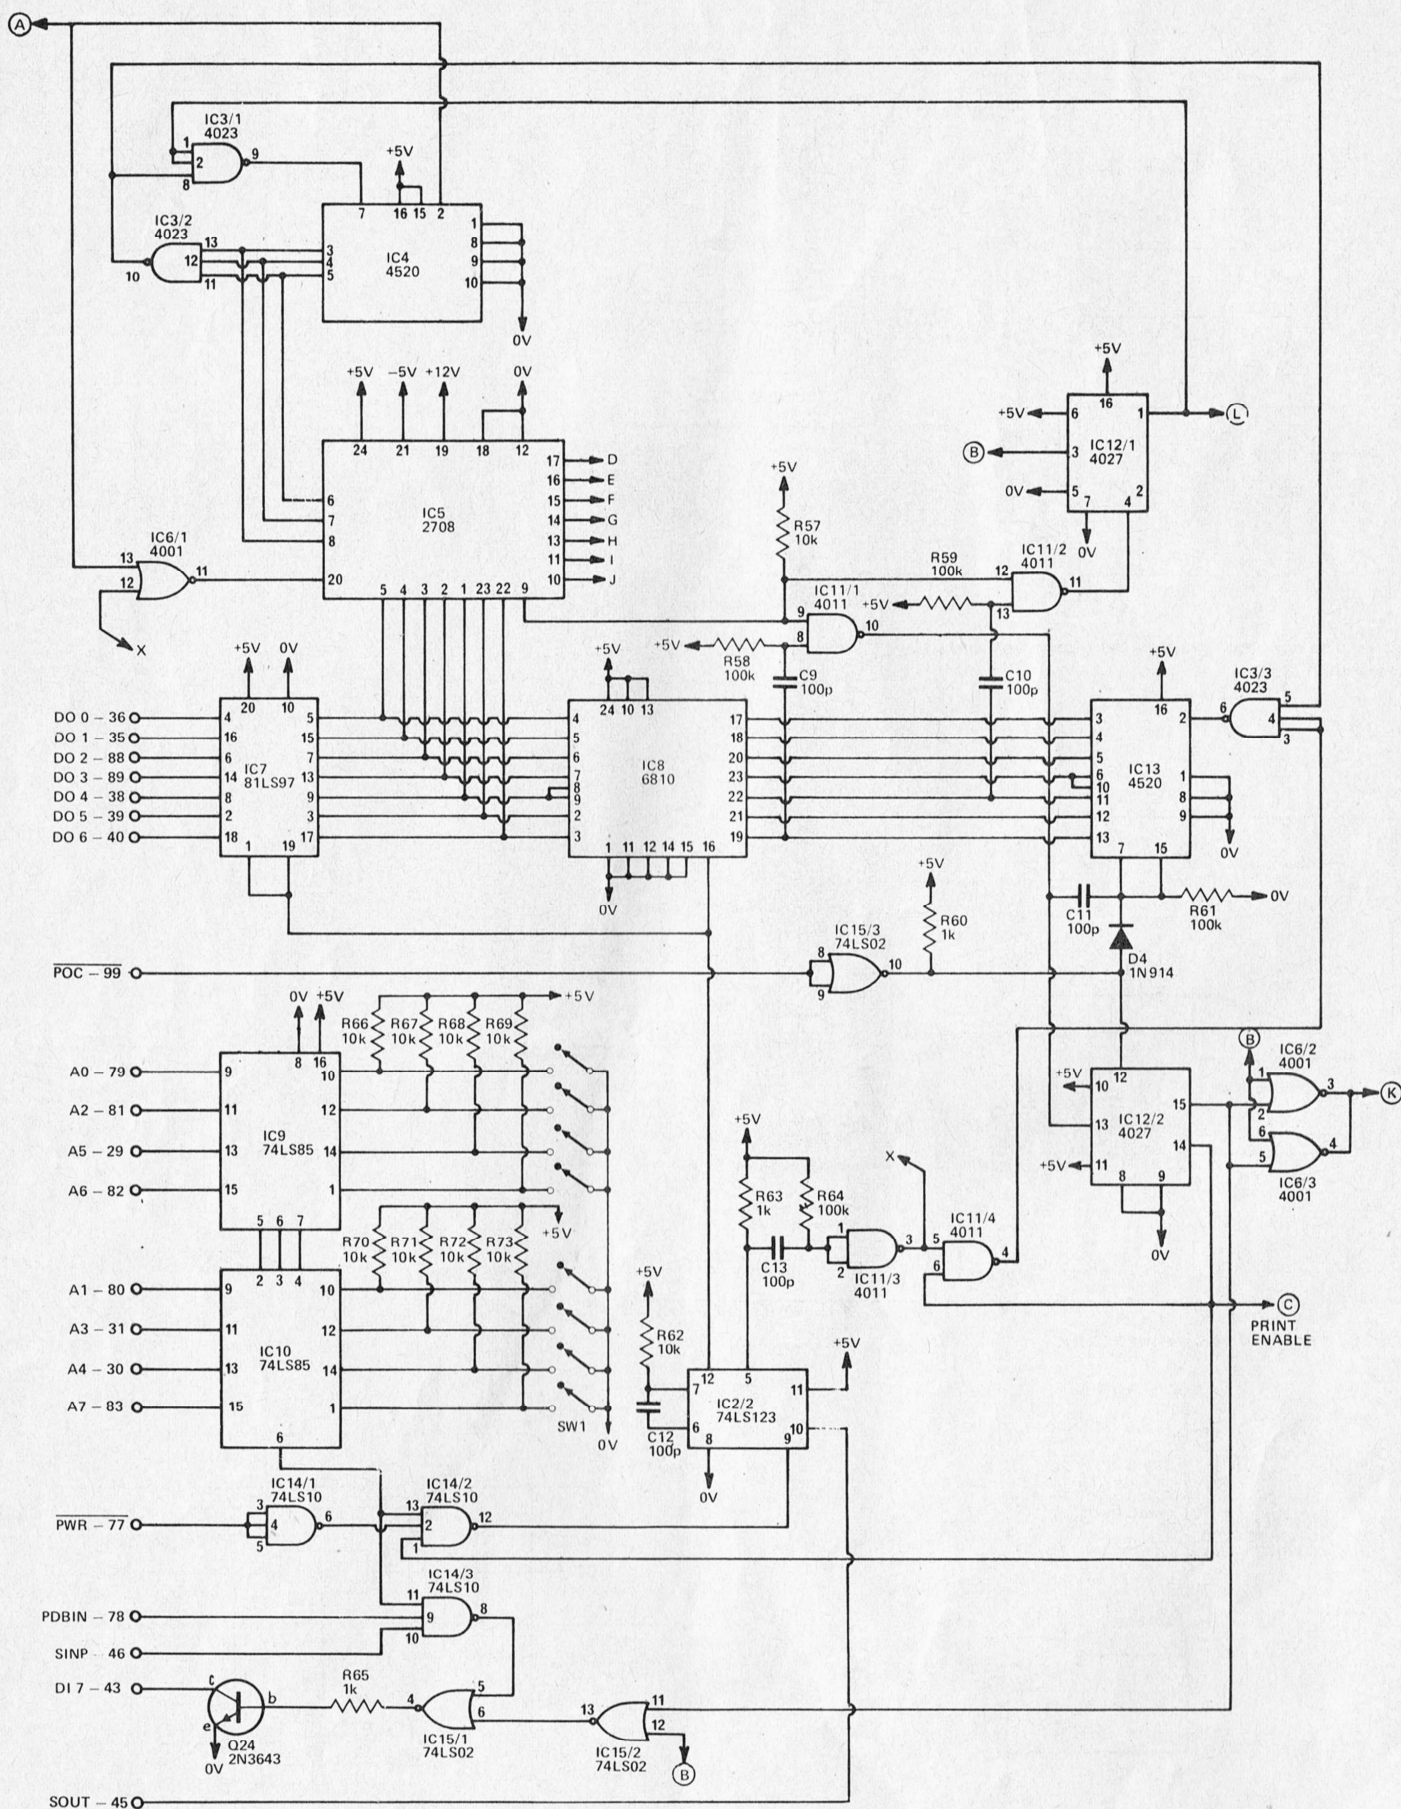 A
IC3/1
4023
1
2
8
9
+5V
7
16
15
2
IC4
4520
1
8
9
10
3
4
5
0V
IC3/2
4023
13
12
11
10
+5V
–5V
+12V
0V
24
21
19
18
12
IC5
2708
17
D
16
E
15
F
14
G
13
H
11
I
10
J
6
7
8
20
5
4
3
2
1
23
22
9
IC6/1
4001
13
12
11
X
+5V
16
+5V
6
1
L
B
3
IC12/1
4027
0V
5
2
7
4
0V
+5V
R57
10k
R59
100k
+5V
IC11/2
4011
12
13
11
IC11/1
4011
9
8
10
+5V
R58
100k
C9
100p
C10
100p
+5V
0V
20
10
DO 0 – 36
DO 1 – 35
DO 2 – 88
DO 3 – 89
DO 4 – 38
DO 5 – 39
DO 6 – 40
4
16
6
14
8
2
18
IC7
81LS97
5
15
7
13
9
3
17
1
19
+5V
24
10
13
4
5
6
7
8
9
2
3
IC8
6810
17
18
20
23
22
21
19
1
11
12
14
15
16
0V
+5V
16
3
4
5
6
10
11
12
13
IC13
4520
2
1
8
9
7
15
0V
IC3/3
4023
6
5
4
3
C11
100p
R61
100k
0V
D4
1N914
+5V
R60
1k
IC15/3
74LS02
8
9
10
POC – 99
0V
+5V
8
16
R66
10k
R67
10k
R68
10k
R69
10k
+5V
A0 – 79
A2 – 81
A5 – 29
A6 – 82
9
11
13
15
IC9
74LS85
10
12
14
1
5
6
7
2
3
4
R70
10k
R71
10k
R72
10k
R73
10k
+5V
A1 – 80
A3 – 31
A4 – 30
A7 – 83
9
11
13
15
IC10
74LS85
10
12
14
1
6
SW1
0V
+5V
10
12
13
+5V
11
IC12/2
4027
15
14
8
9
0V
B
IC6/2
4001
1
2
3
K
6
5
4
IC6/3
4001
+5V
R63
1k
R64
100k
C13
100p
1
2
3
IC11/3
4011
X
IC11/4
4011
5
6
4
C
PRINT
ENABLE
+5V
R62
10k
C12
100p
12
5
7
6
8
IC2/2
74LS123
11
10
9
+5V
0V
IC14/1
74LS10
3
4
5
6
PWR – 77
IC14/2
74LS10
13
2
1
12
IC14/3
74LS10
11
9
10
8
PDBIN – 78
SINP – 46
DI 7 – 43
c
b
e
Q24
2N3643
0V
R65
1k
4
5
6
IC15/1
74LS02
13
11
12
IC15/2
74LS02
B
SOUT – 45